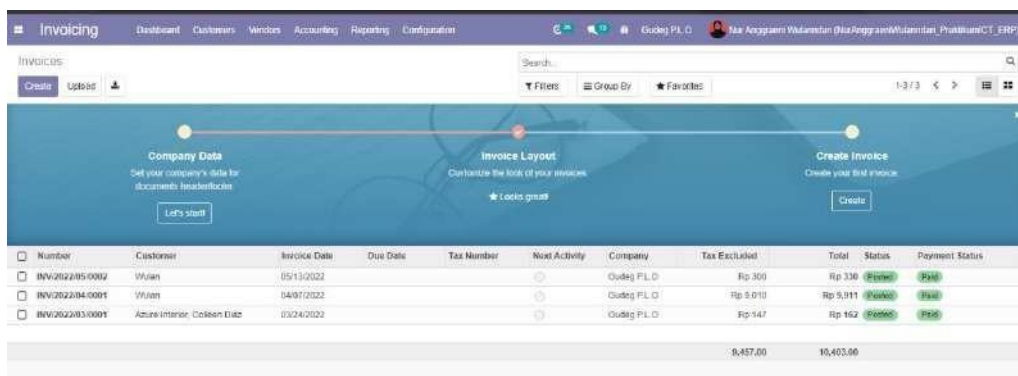 Invoicing Dashboard Customers Vendors Accounting Reporting Configuration Gudeg P.L.O Nur Anggraeni Wulanndari
Invoices
Search...
Create Upload Filters Group By Favorites 1-3 / 3
Company Data Invoice Layout Create Invoice
Set your company's data for Customize the look of your invoices. Create your first invoice.
documents header/footer.
Looks great!
Let's start! Create
Number Customer Invoice Date Due Date Tax Number Next Activity Company Tax Excluded Total Status Payment Status
INV/2022/05/0002 Wulan 05/13/2022 Gudeg P.L.O Rp 300 Rp 330 Posted Paid
INV/2022/04/0001 Wulan 04/07/2022 Gudeg P.L.O Rp 9,010 Rp 9,911 Posted Paid
INV/2022/03/0001 Azure Interior, Colleen Diaz 03/24/2022 Gudeg P.L.O Rp 147 Rp 162 Posted Paid
9,457.00 10,403.00